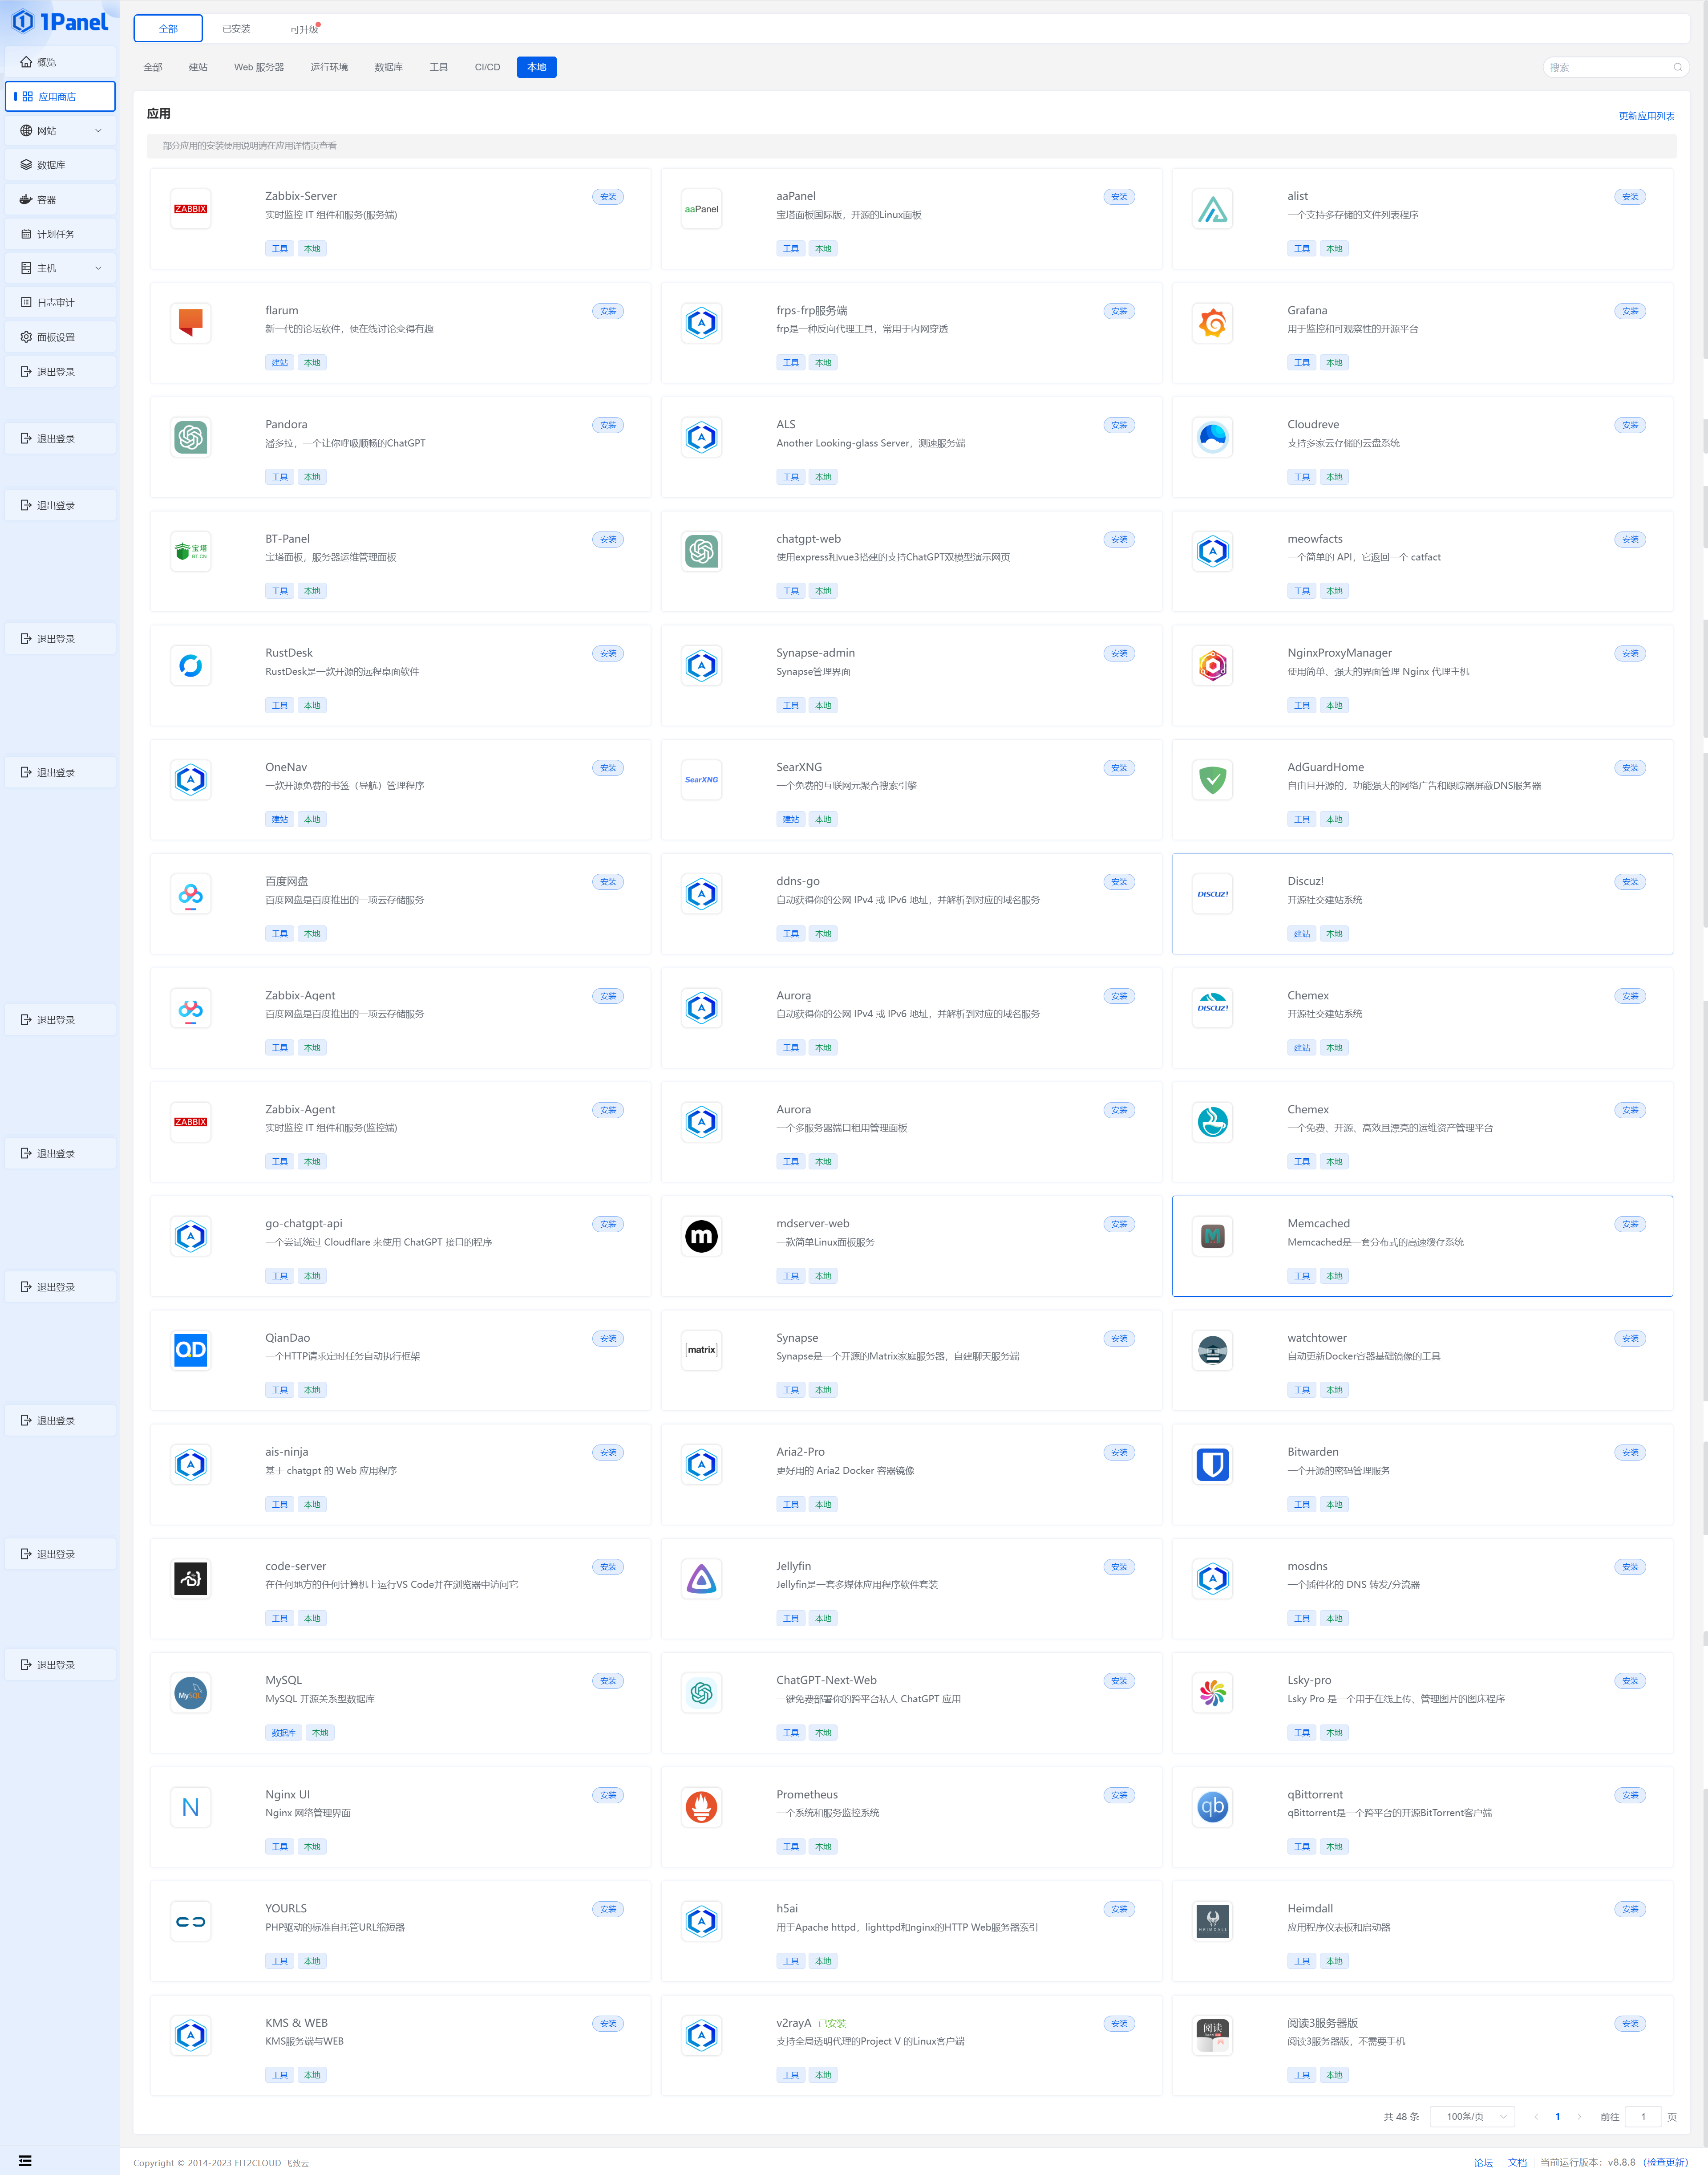 1Panel
概览
应用商店
网站
数据库
容器
计划任务
主机
日志审计
面板设置
退出登录
退出登录
退出登录
退出登录
退出登录
退出登录
退出登录
退出登录
退出登录
退出登录
退出登录
全部 已安装 可升级
全部 建站 Web 服务器 运行环境 数据库 工具 CI/CD 本地
搜索
应用
更新应用列表
部分应用的安装使用说明请在应用详情页查看
ZABBIX
Zabbix-Server 安装
实时监控 IT 组件和服务(服务端)
工具 本地
aaPanel
aaPanel 安装
宝塔面板国际版，开源的Linux面板
工具 本地
alist 安装
一个支持多存储的文件列表程序
工具 本地
flarum 安装
新一代的论坛软件，使在线讨论变得有趣
建站 本地
frps-frp服务端 安装
frp是一种反向代理工具，常用于内网穿透
工具 本地
Grafana 安装
用于监控和可观察性的开源平台
工具 本地
Pandora 安装
潘多拉，一个让你呼吸顺畅的ChatGPT
工具 本地
ALS 安装
Another Looking-glass Server，测速服务端
工具 本地
Cloudreve 安装
支持多家云存储的云盘系统
工具 本地
宝塔
BT.CN
BT-Panel 安装
宝塔面板，服务器运维管理面板
工具 本地
chatgpt-web 安装
使用express和vue3搭建的支持ChatGPT双模型演示网页
工具 本地
meowfacts 安装
一个简单的 API，它返回一个 catfact
工具 本地
RustDesk 安装
RustDesk是一款开源的远程桌面软件
工具 本地
Synapse-admin 安装
Synapse管理界面
工具 本地
NginxProxyManager 安装
使用简单、强大的界面管理 Nginx 代理主机
工具 本地
OneNav 安装
一款开源免费的书签（导航）管理程序
建站 本地
SearXNG
SearXNG 安装
一个免费的互联网元聚合搜索引擎
建站 本地
AdGuardHome 安装
自由且开源的，功能强大的网络广告和跟踪器屏蔽DNS服务器
工具 本地
百度网盘 安装
百度网盘是百度推出的一项云存储服务
工具 本地
ddns-go 安装
自动获得你的公网 IPv4 或 IPv6 地址，并解析到对应的域名服务
工具 本地
DISCUZ!
Discuz! 安装
开源社交建站系统
建站 本地
Zabbix-Agent 安装
百度网盘是百度推出的一项云存储服务
工具 本地
Aurora 安装
自动获得你的公网 IPv4 或 IPv6 地址，并解析到对应的域名服务
工具 本地
DISCUZ!
Chemex 安装
开源社交建站系统
建站 本地
ZABBIX
Zabbix-Agent 安装
实时监控 IT 组件和服务(监控端)
工具 本地
Aurora 安装
一个多服务器端口租用管理面板
工具 本地
Chemex 安装
一个免费、开源、高效且漂亮的运维资产管理平台
工具 本地
go-chatgpt-api 安装
一个尝试绕过 Cloudflare 来使用 ChatGPT 接口的程序
工具 本地
m
mdserver-web 安装
一款简单Linux面板服务
工具 本地
M
Memcached 安装
Memcached是一套分布式的高速缓存系统
工具 本地
QD
QianDao 安装
一个HTTP请求定时任务自动执行框架
工具 本地
[matrix]
Synapse 安装
Synapse是一个开源的Matrix家庭服务器，自建聊天服务端
工具 本地
watchtower 安装
自动更新Docker容器基础镜像的工具
工具 本地
ais-ninja 安装
基于 chatgpt 的 Web 应用程序
工具 本地
Aria2-Pro 安装
更好用的 Aria2 Docker 容器镜像
工具 本地
Bitwarden 安装
一个开源的密码管理服务
工具 本地
code-server 安装
在任何地方的任何计算机上运行VS Code并在浏览器中访问它
工具 本地
Jellyfin 安装
Jellyfin是一套多媒体应用程序软件套装
工具 本地
mosdns 安装
一个插件化的 DNS 转发/分流器
工具 本地
MySQL
MySQL 安装
MySQL 开源关系型数据库
数据库 本地
ChatGPT-Next-Web 安装
一键免费部署你的跨平台私人 ChatGPT 应用
工具 本地
Lsky-pro 安装
Lsky Pro 是一个用于在线上传、管理图片的图床程序
工具 本地
N
Nginx UI 安装
Nginx 网络管理界面
工具 本地
Prometheus 安装
一个系统和服务监控系统
工具 本地
qb
qBittorrent 安装
qBittorrent是一个跨平台的开源BitTorrent客户端
工具 本地
YOURLS 安装
PHP驱动的标准自托管URL缩短器
工具 本地
h5ai 安装
用于Apache httpd，lighttpd和nginx的HTTP Web服务器索引
工具 本地
HEIMDALL
Heimdall 安装
应用程序仪表板和启动器
工具 本地
KMS & WEB 安装
KMS服务端与WEB
工具 本地
v2rayA 已安装 安装
支持全局透明代理的Project V 的Linux客户端
工具 本地
阅读
阅读3服务器版 安装
阅读3服务器版，不需要手机
工具 本地
共 48 条 100条/页 1 前往 1 页
Copyright © 2014-2023 FIT2CLOUD 飞致云
论坛 文档 当前运行版本：v8.8.8 (检查更新)